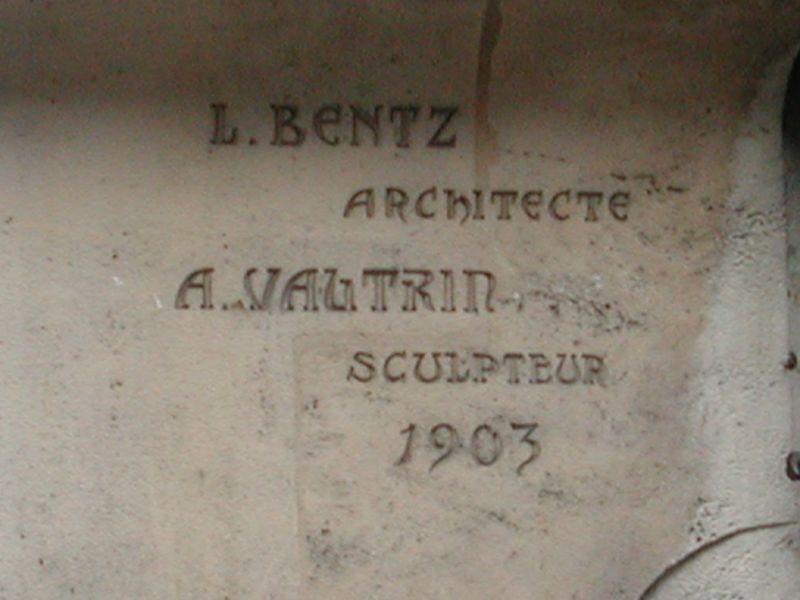 L. BENTZ
ARCHITECTE
A. VAUTRIN
SCULPTEUR
1903